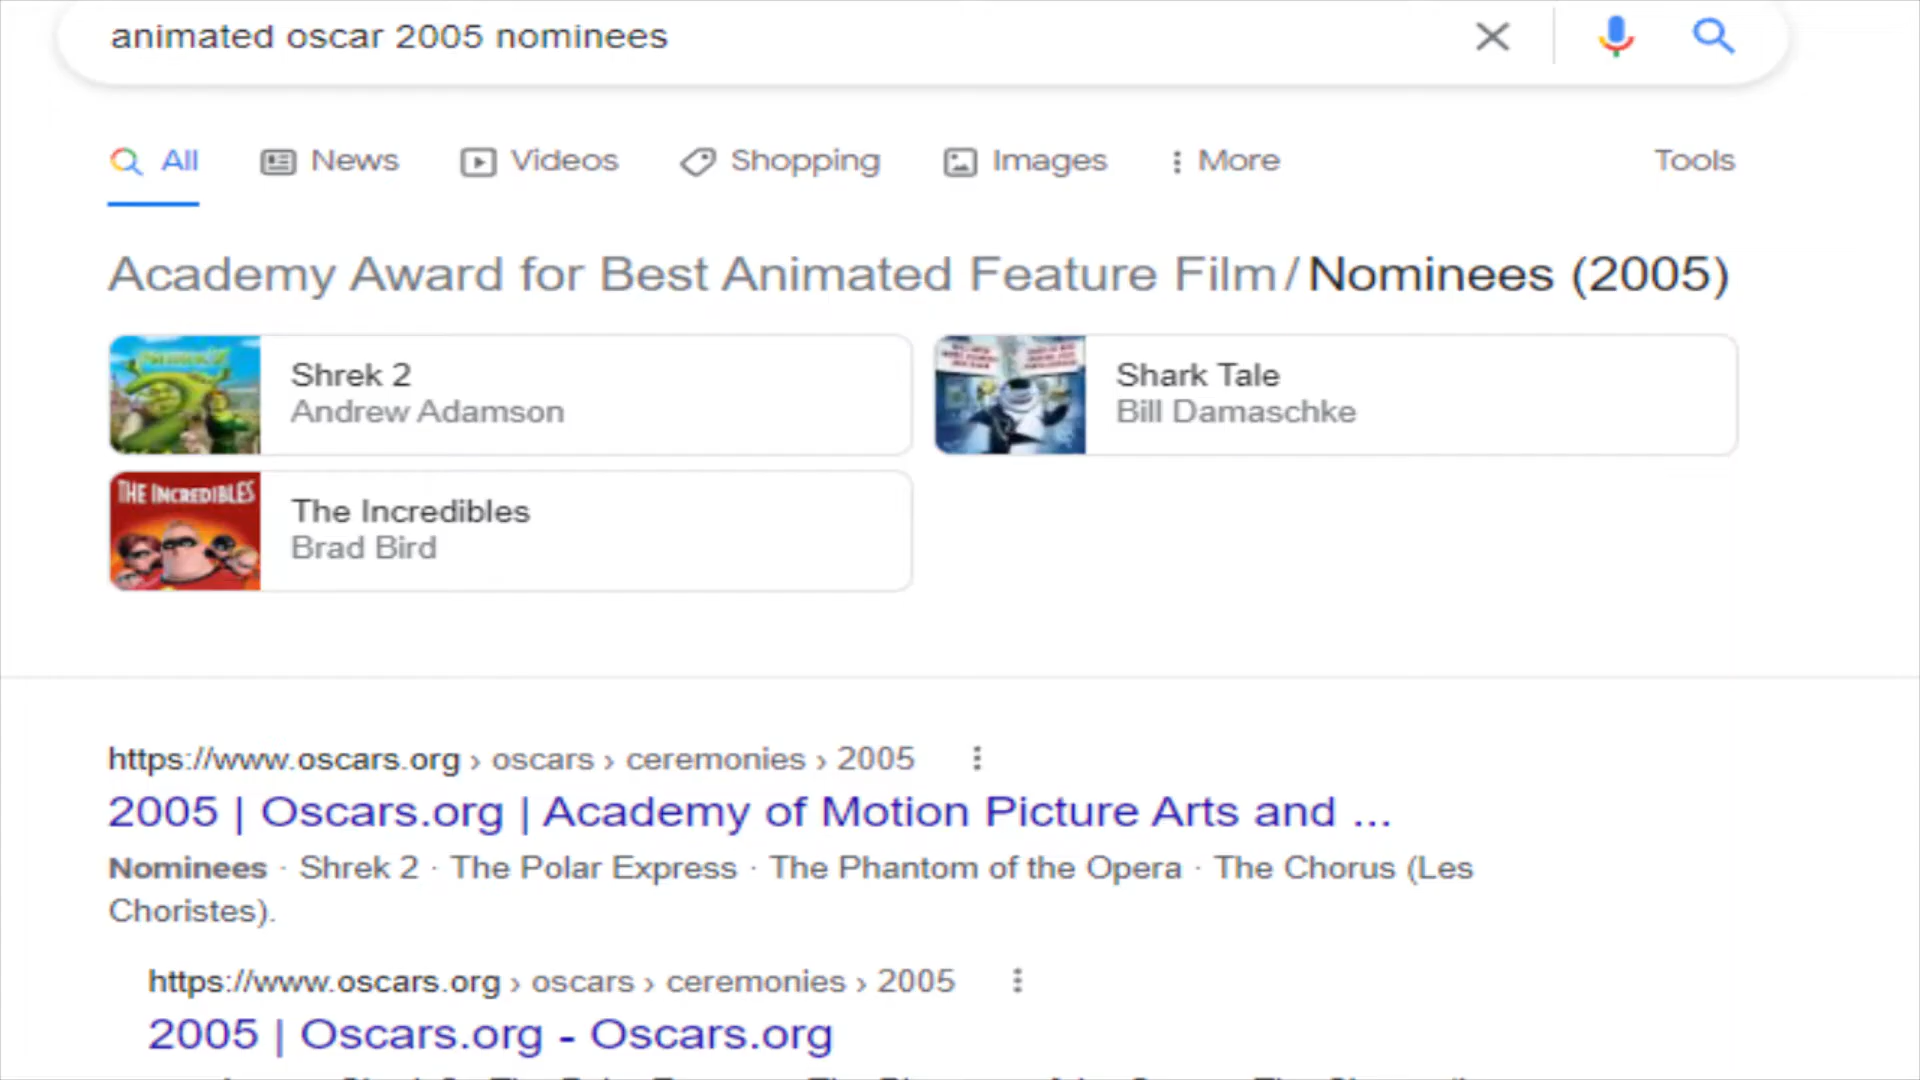 animated oscar 2005 nominees
All News Videos Shopping Images More Tools
Academy Award for Best Animated Feature Film/Nominees (2005)
Shrek 2
Andrew Adamson
Shark Tale
Bill Damaschke
THE INCREDIBLES
The Incredibles
Brad Bird
https://www.oscars.org › oscars › ceremonies › 2005
2005 | Oscars.org | Academy of Motion Picture Arts and ...
Nominees · Shrek 2 · The Polar Express · The Phantom of the Opera · The Chorus (Les
Choristes).
https://www.oscars.org › oscars › ceremonies › 2005
2005 | Oscars.org - Oscars.org